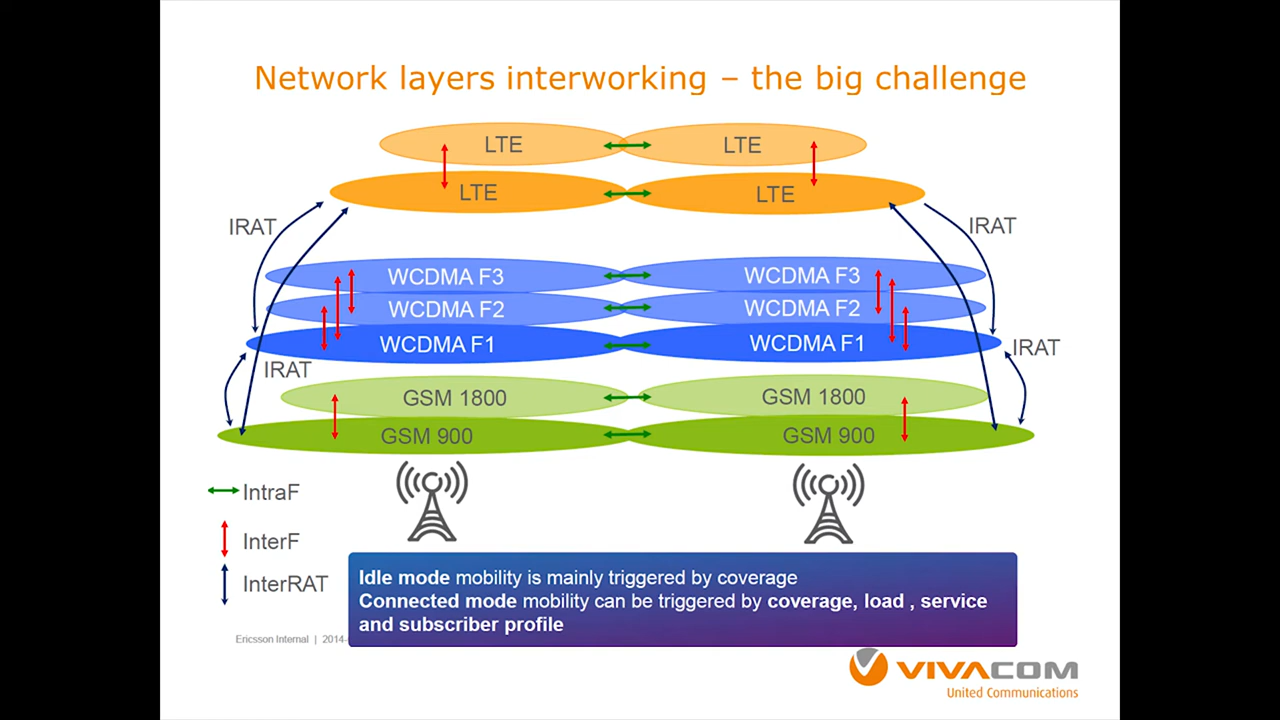 Network layers interworking – the big challenge
LTE LTE
LTE LTE
IRAT IRAT
WCDMA F3 WCDMA F3
WCDMA F2 WCDMA F2
WCDMA F1 WCDMA F1
IRAT IRAT
GSM 1800 GSM 1800
GSM 900 GSM 900
IntraF
InterF
InterRAT
Idle mode mobility is mainly triggered by coverage
Connected mode mobility can be triggered by coverage, load , service
and subscriber profile
Ericsson Internal | 2014-
VIVACOM
United Communications